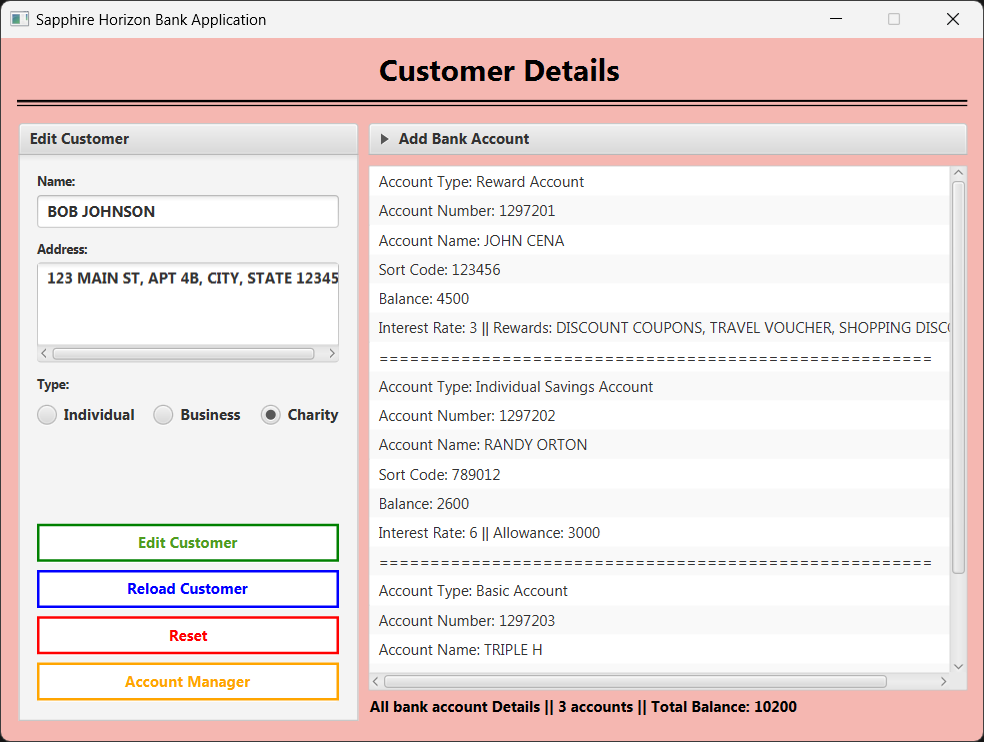 Sapphire Horizon Bank Application
Customer Details
Edit Customer
Name:
BOB JOHNSON
Address:
123 MAIN ST, APT 4B, CITY, STATE 12345
Type:
Individual
Business
Charity
Edit Customer
Reload Customer
Reset
Account Manager
Add Bank Account
Account Type: Reward Account
Account Number: 1297201
Account Name: JOHN CENA
Sort Code: 123456
Balance: 4500
Interest Rate: 3 || Rewards: DISCOUNT COUPONS, TRAVEL VOUCHER, SHOPPING DISC
======================================================
Account Type: Individual Savings Account
Account Number: 1297202
Account Name: RANDY ORTON
Sort Code: 789012
Balance: 2600
Interest Rate: 6 || Allowance: 3000
======================================================
Account Type: Basic Account
Account Number: 1297203
Account Name: TRIPLE H
All bank account Details || 3 accounts || Total Balance: 10200